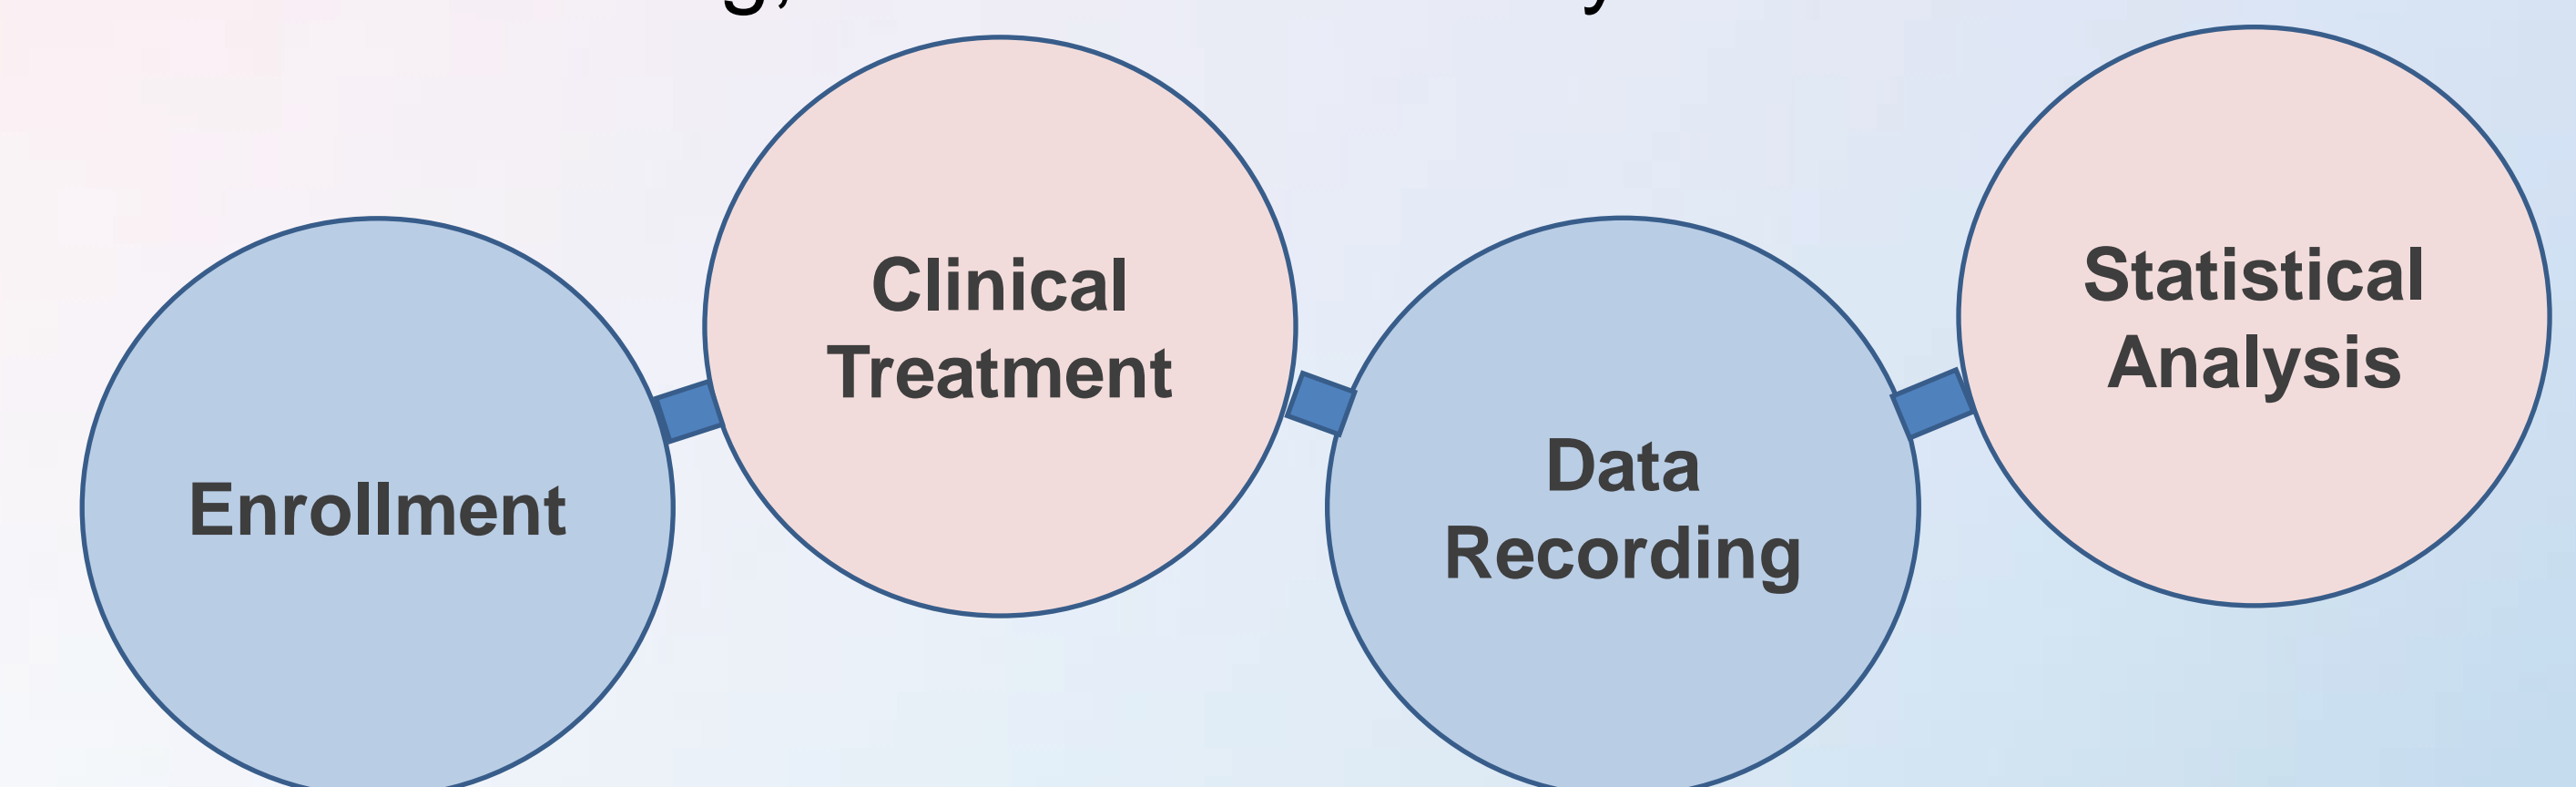 Enrollment
Clinical
Treatment
Data
Recording
Statistical
Analysis